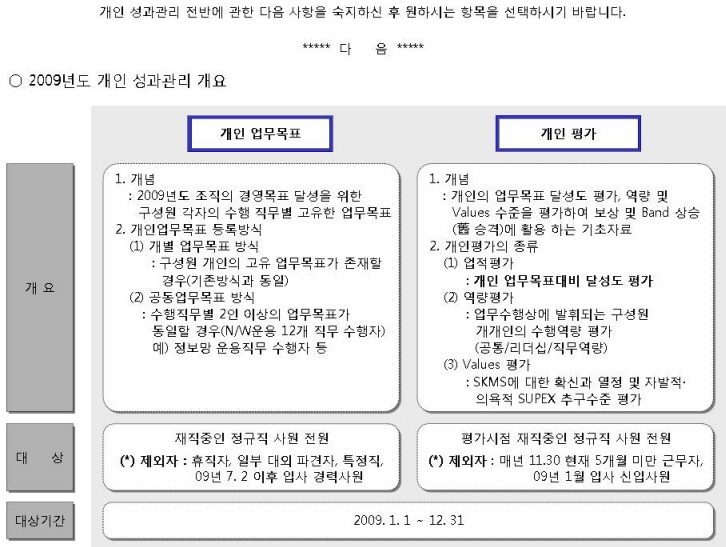 개인 성과관리 전반에 관한 다음 사항을 숙지하신 후 원하시는 항목을 선택하시기 바랍니다.
***** 다 음 *****
○ 2009년도 개인 성과관리 개요
개인 업무목표
개인 평가
개 요
1. 개념
: 2009년도 조직의 경영목표 달성을 위한
구성원 각자의 수행 직무별 고유한 업무목표
2. 개인업무목표 등록방식
(1) 개별 업무목표 방식
: 구성원 개인의 고유 업무목표가 존재할
경우(기존방식과 동일)
(2) 공동업무목표 방식
: 수행직무별 2인 이상의 업무목표가
동일할 경우(N/W운용 12개 직무 수행자)
예) 정보망 운용직무 수행자 등
1. 개념
: 개인의 업무목표 달성도 평가, 역량 및
Values 수준을 평가하여 보상 및 Band 상승
(舊 승격)에 활용 하는 기초자료
2. 개인평가의 종류
(1) 업적평가
: 개인 업무목표대비 달성도 평가
(2) 역량평가
: 업무수행상에 발휘되는 구성원
개개인의 수행역량 평가
(공통/리더십/직무역량)
(3) Values 평가
: SKMS에 대한 확신과 열정 및 자발적·
의욕적 SUPEX 추구수준 평가
대 상
재직중인 정규직 사원 전원
(*) 제외자 : 휴직자, 일부 대외 파견자, 특정직,
09년 7. 2 이후 입사 경력사원
평가시점 재직중인 정규직 사원 전원
(*) 제외자 : 매년 11.30 현재 5개월 미만 근무자,
09년 1월 입사 신입사원
대상기간
2009. 1. 1 ~ 12. 31